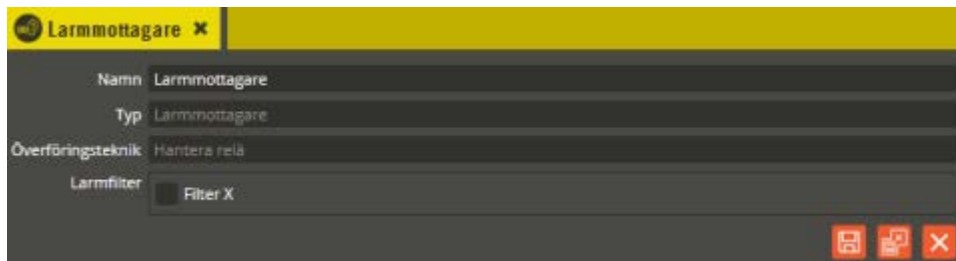 Larmmottagare ✖
Namn Larmmottagare
Typ Larmmottagare
Överföringsteknik Hantera relä
Larmfilter Filter X